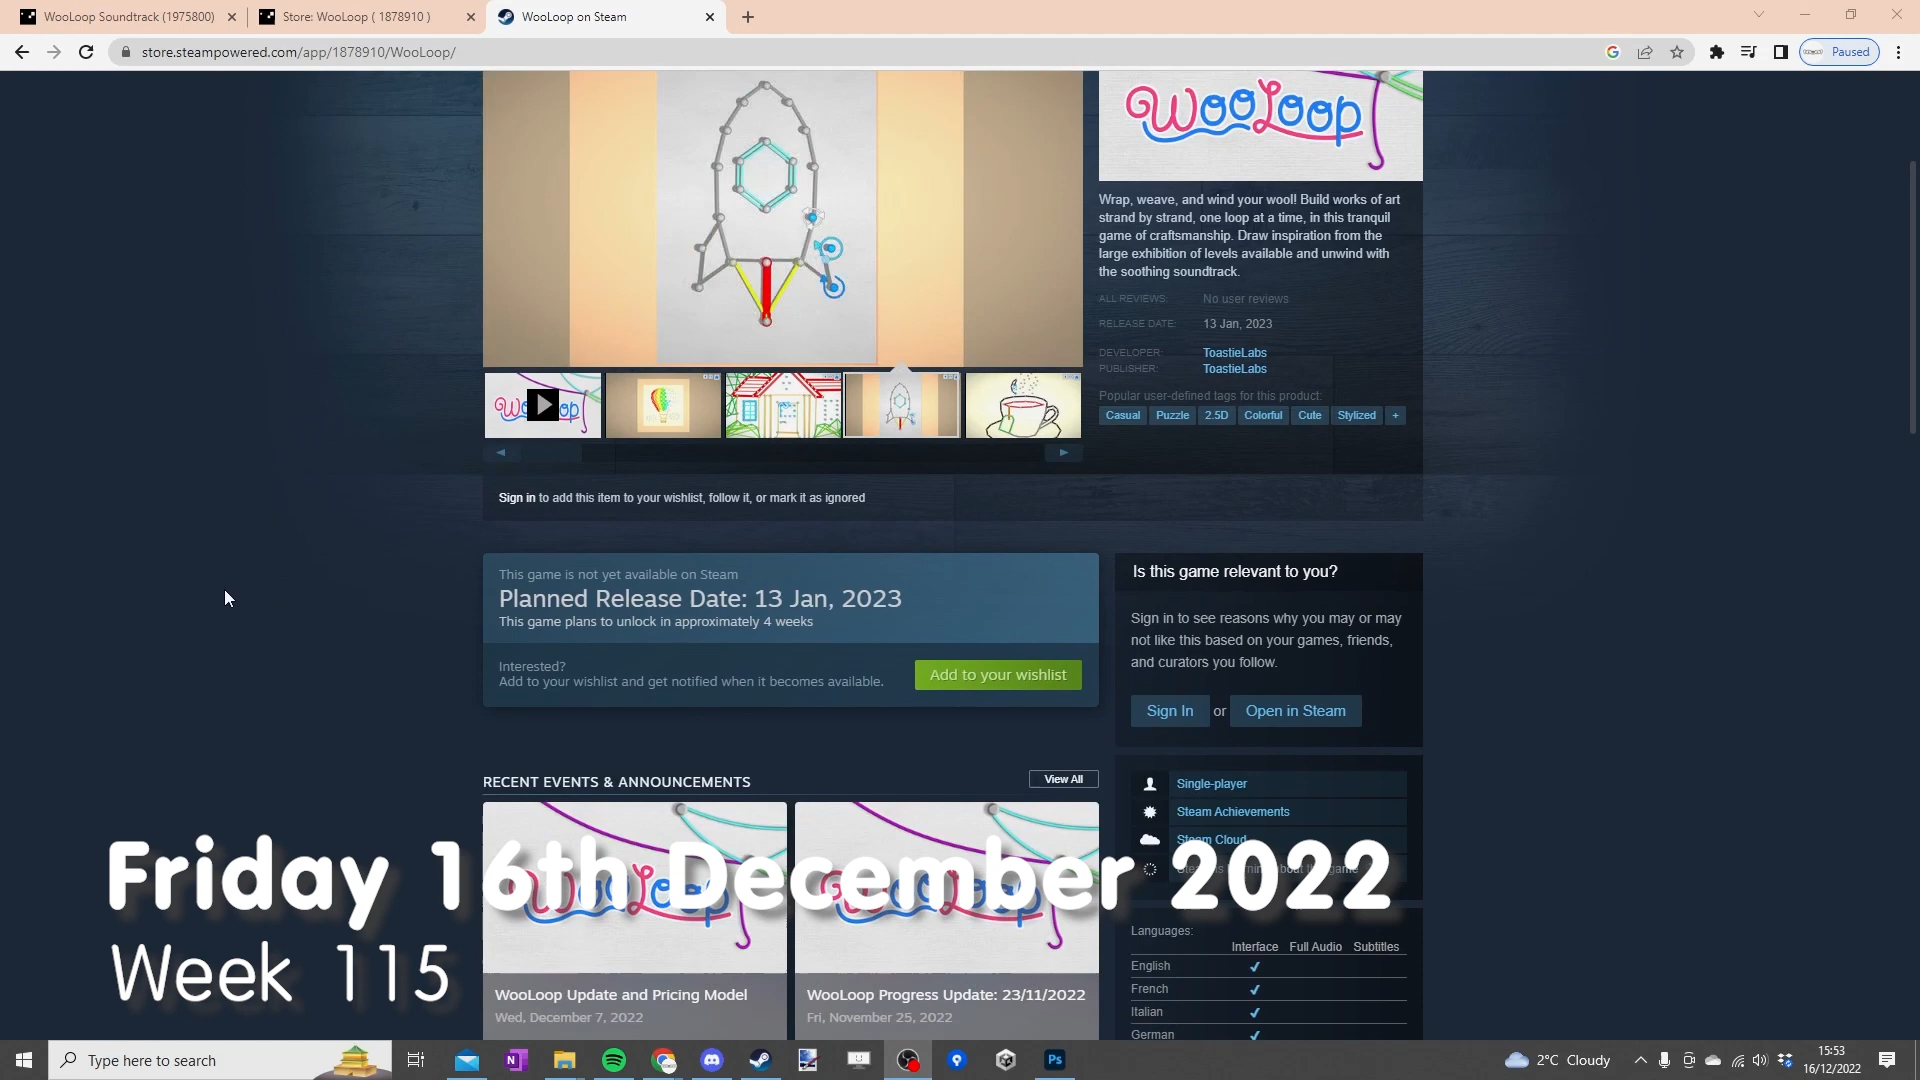 WooLoop Soundtrack (1975800)
Store: WooLoop ( 1878910 )
WooLoop on Steam
store.steampowered.com/app/1878910/WooLoop/
Paused
WooLoop
Wrap, weave, and wind your wool! Build works of art
strand by strand, one loop at a time, in this tranquil
game of craftsmanship. Draw inspiration from the
large exhibition of levels available and unwind with
the soothing soundtrack.
ALL REVIEWS: No user reviews
RELEASE DATE: 13 Jan, 2023
DEVELOPER: ToastieLabs
PUBLISHER: ToastieLabs
Popular user-defined tags for this product:
Casual Puzzle 2.5D Colorful Cute Stylized +
Sign in to add this item to your wishlist, follow it, or mark it as ignored
This game is not yet available on Steam
Planned Release Date: 13 Jan, 2023
This game plans to unlock in approximately 4 weeks
Interested?
Add to your wishlist and get notified when it becomes available.
Add to your wishlist
Is this game relevant to you?
Sign in to see reasons why you may or may
not like this based on your games, friends,
and curators you follow.
Sign In or Open in Steam
RECENT EVENTS & ANNOUNCEMENTS
View All
Single-player
Steam Achievements
Steam Cloud
Friday 16th December 2022
Week 115
WooLoop
WooLoop
WooLoop Update and Pricing Model
Wed, December 7, 2022
WooLoop Progress Update: 23/11/2022
Fri, November 25, 2022
Languages:
Interface Full Audio Subtitles
English ✔
French ✔
Italian ✔
German ✔
Type here to search
Ps
2°C Cloudy
15:53
16/12/2022